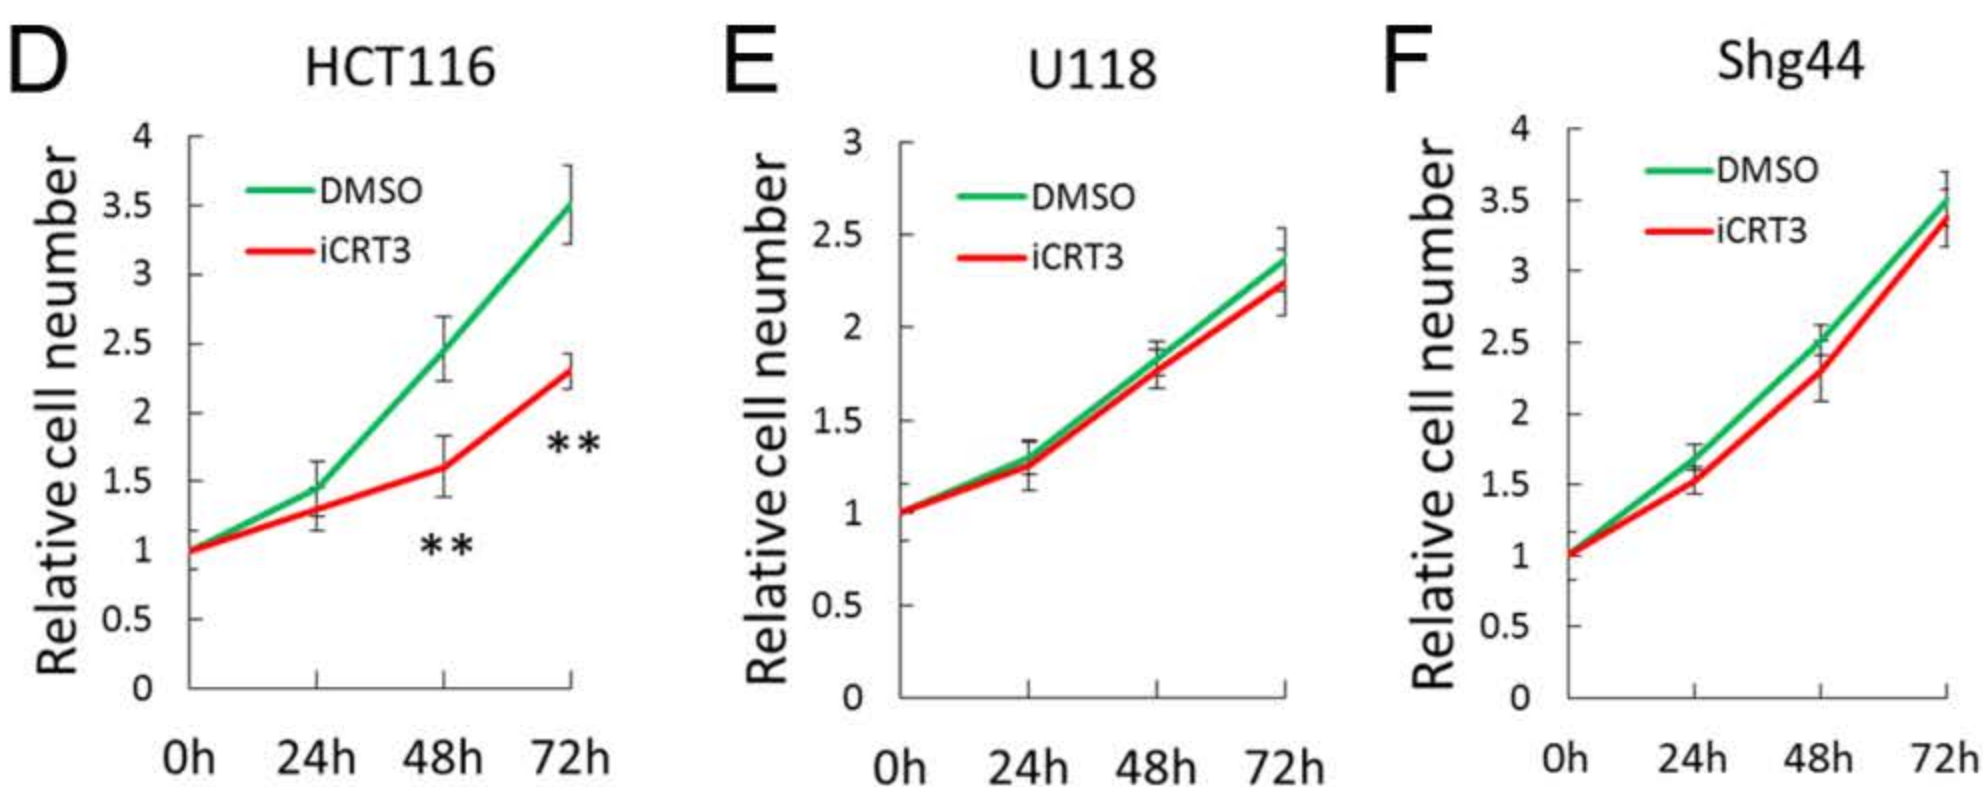 D
HCT116
Relative cell neumber
4
3.5
3
2.5
2
1.5
1
0.5
0
DMSO
iCRT3
**
**
0h 24h 48h 72h
E
U118
Relative cell neumber
3
2.5
2
1.5
1
0.5
0
DMSO
iCRT3
0h 24h 48h 72h
F
Shg44
Relative cell neumber
4
3.5
3
2.5
2
1.5
1
0.5
0
DMSO
iCRT3
0h 24h 48h 72h